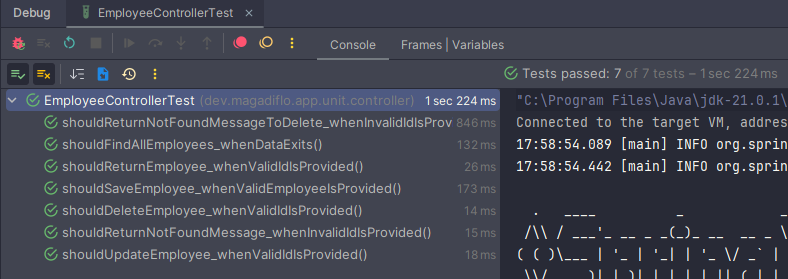 Debug EmployeeControllerTest
Console Frames | Variables
Tests passed: 7 of 7 tests – 1 sec 224 ms
EmployeeControllerTest (dev.magadiflo.app.unit.controller) 1 sec 224 ms
shouldReturnNotFoundMessageToDelete_whenInvalidIdIsProv 846 ms
shouldFindAllEmployees_whenDataExits() 132 ms
shouldReturnEmployee_whenValidIdIsProvided() 26 ms
shouldSaveEmployee_whenValidEmployeeIsProvided() 173 ms
shouldDeleteEmployee_whenValidIdIsProvided() 14 ms
shouldReturnNotFoundMessage_whenInvalidIdIsProvided() 15 ms
shouldUpdateEmployee_whenValidIdIsProvided() 18 ms
"C:\Program Files\Java\jdk-21.0.1\
Connected to the target VM, addres
17:58:54.089 [main] INFO org.sprin
17:58:54.442 [main] INFO org.sprin